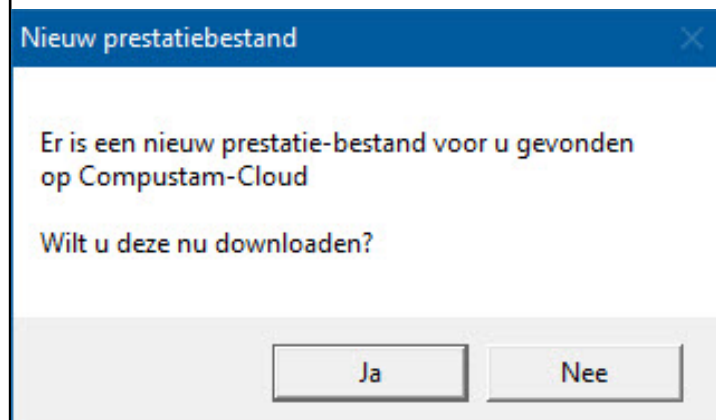 Nieuw prestatiebestand
Er is een nieuw prestatie-bestand voor u gevonden
op Compustam-Cloud
Wilt u deze nu downloaden?
Ja
Nee